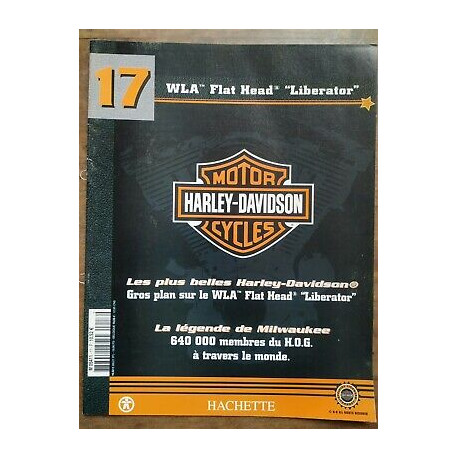 17
WLA™ Flat Head® "Liberator"
MOTOR
HARLEY-DAVIDSON
CYCLES
Les plus belles Harley-Davidson®
Gros plan sur le WLA™ Flat Head® "Liberator"
La légende de Milwaukee
640 000 membres du H.O.G.
à travers le monde.
HACHETTE